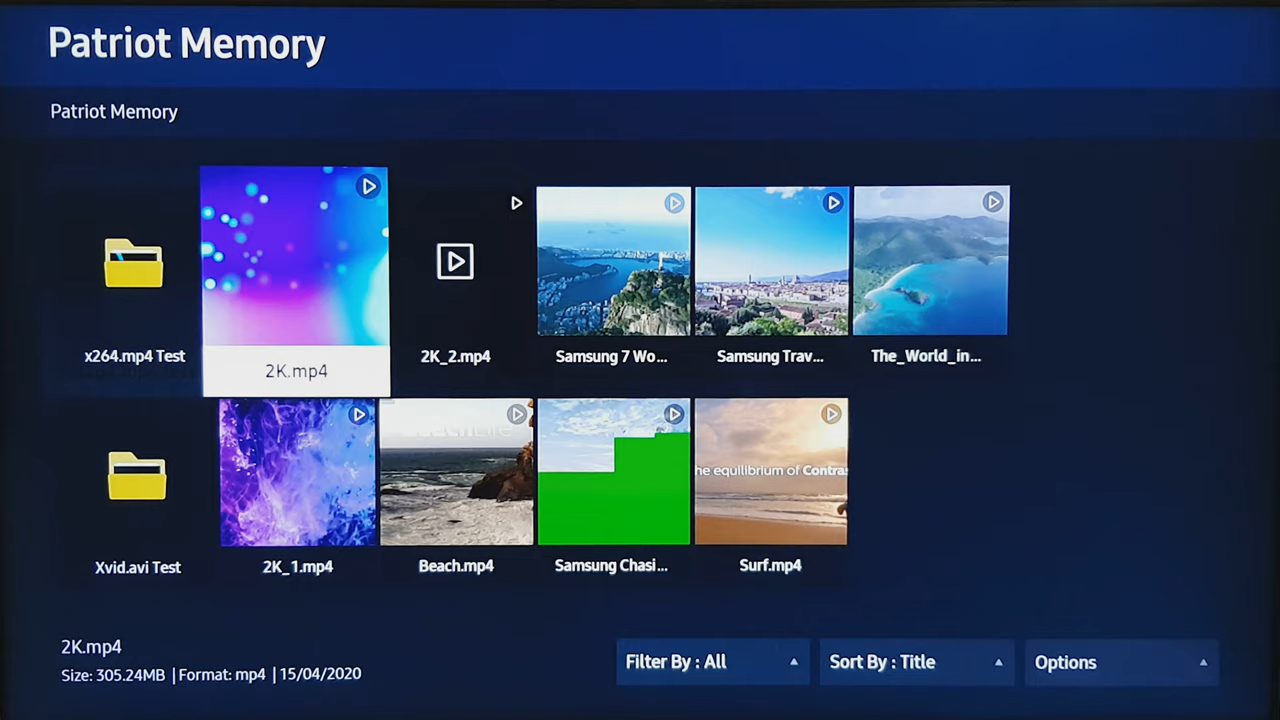 Patriot Memory
Patriot Memory
x264.mp4 Test
2K.mp4
2K_2.mp4
Samsung 7 Wo...
Samsung Trav...
The_World_in...
he equilibrium of Contras
Xvid.avi Test
2K_1.mp4
Beach.mp4
Samsung Chasi...
Surf.mp4
2K.mp4
Size: 305.24MB | Format: mp4 | 15/04/2020
Filter By : All
Sort By : Title
Options